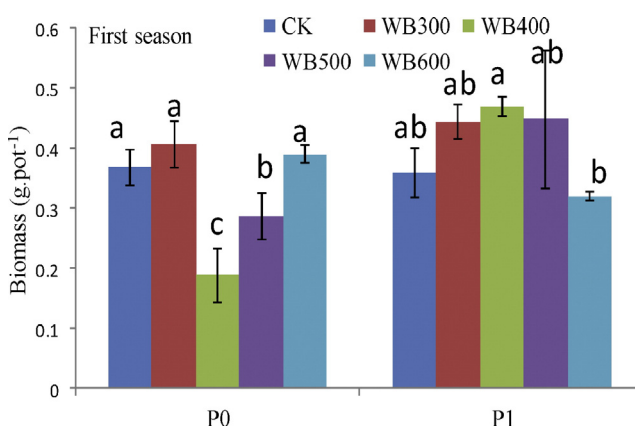 0.6 First season CK WB300 WB400
WB500 WB600 ab
0.5
a a ab a
ab
0.4 a
b b
0.3
c
0.2
0.1
0
P0 P1
Biomass (g.pot⁻¹)